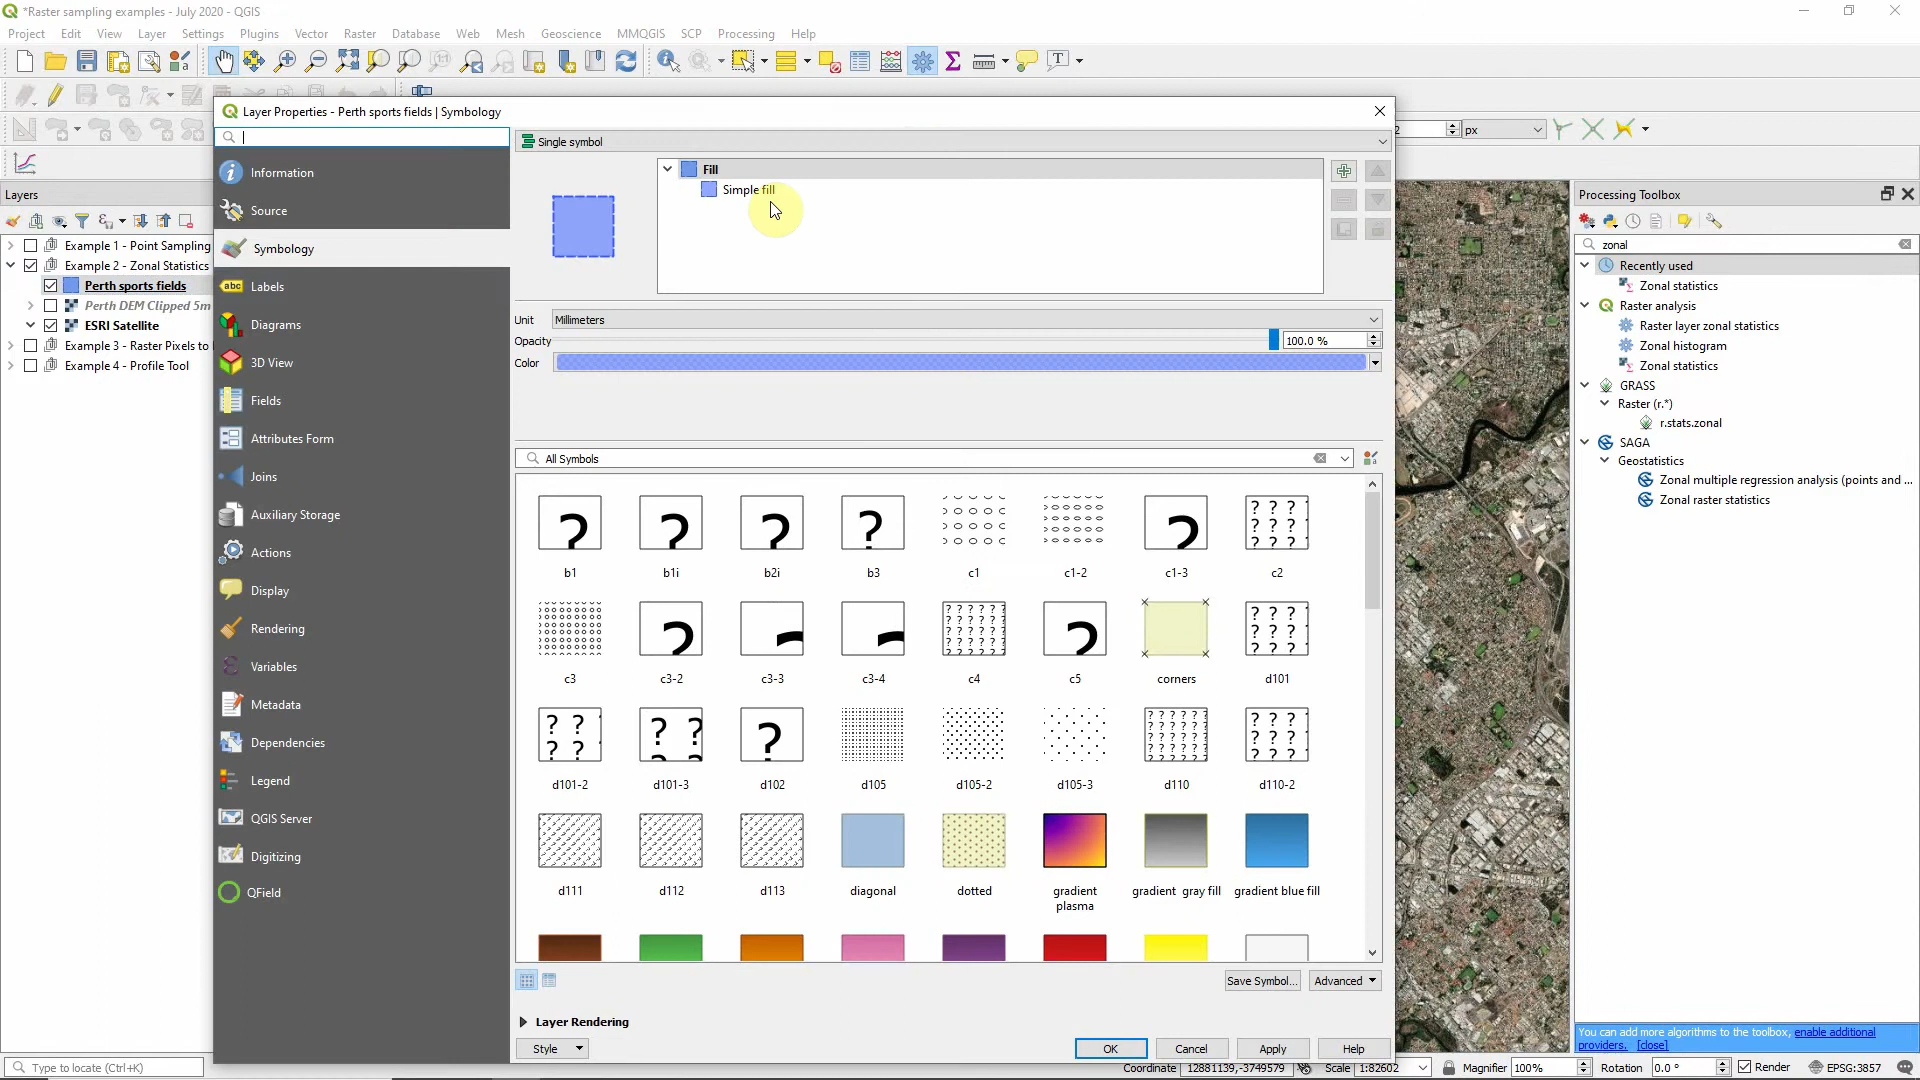 *Raster sampling examples - July 2020 - QGIS
Project Edit View Layer Settings Plugins Vector Raster Database Web Mesh Geoscience MMQGIS SCP Processing Help
Layer Properties - Perth sports fields | Symbology
px
Layers
Example 1 - Point Sampling
Example 2 - Zonal Statistics
Perth sports fields
Perth DEM Clipped 5m
ESRI Satellite
Example 3 - Raster Pixels to
Example 4 - Profile Tool
Information
Source
Symbology
Labels
Diagrams
3D View
Fields
Attributes Form
Joins
Auxiliary Storage
Actions
Display
Rendering
Variables
Metadata
Dependencies
Legend
QGIS Server
Digitizing
QField
Single symbol
Fill
Simple fill
Unit Millimeters
Opacity 100.0 %
Color
All Symbols
b1 b1i b2i b3 c1 c1-2 c1-3 c2
c3 c3-2 c3-3 c3-4 c4 c5 corners d101
d101-2 d101-3 d102 d105 d105-2 d105-3 d110 d110-2
d111 d112 d113 diagonal dotted gradient plasma gradient gray fill gradient blue fill
Save Symbol... Advanced
Layer Rendering
Style OK Cancel Apply Help
Processing Toolbox
zonal
Recently used
Zonal statistics
Raster analysis
Raster layer zonal statistics
Zonal histogram
Zonal statistics
GRASS
Raster (r.*)
r.stats.zonal
SAGA
Geostatistics
Zonal multiple regression analysis (points and ...
Zonal raster statistics
You can add more algorithms to the toolbox, enable additional
providers. [close]
Type to locate (Ctrl+K) Coordinate 12881139,-3749579 Scale 1:82602 Magnifier 100% Rotation 0.0 ° Render EPSG:3857